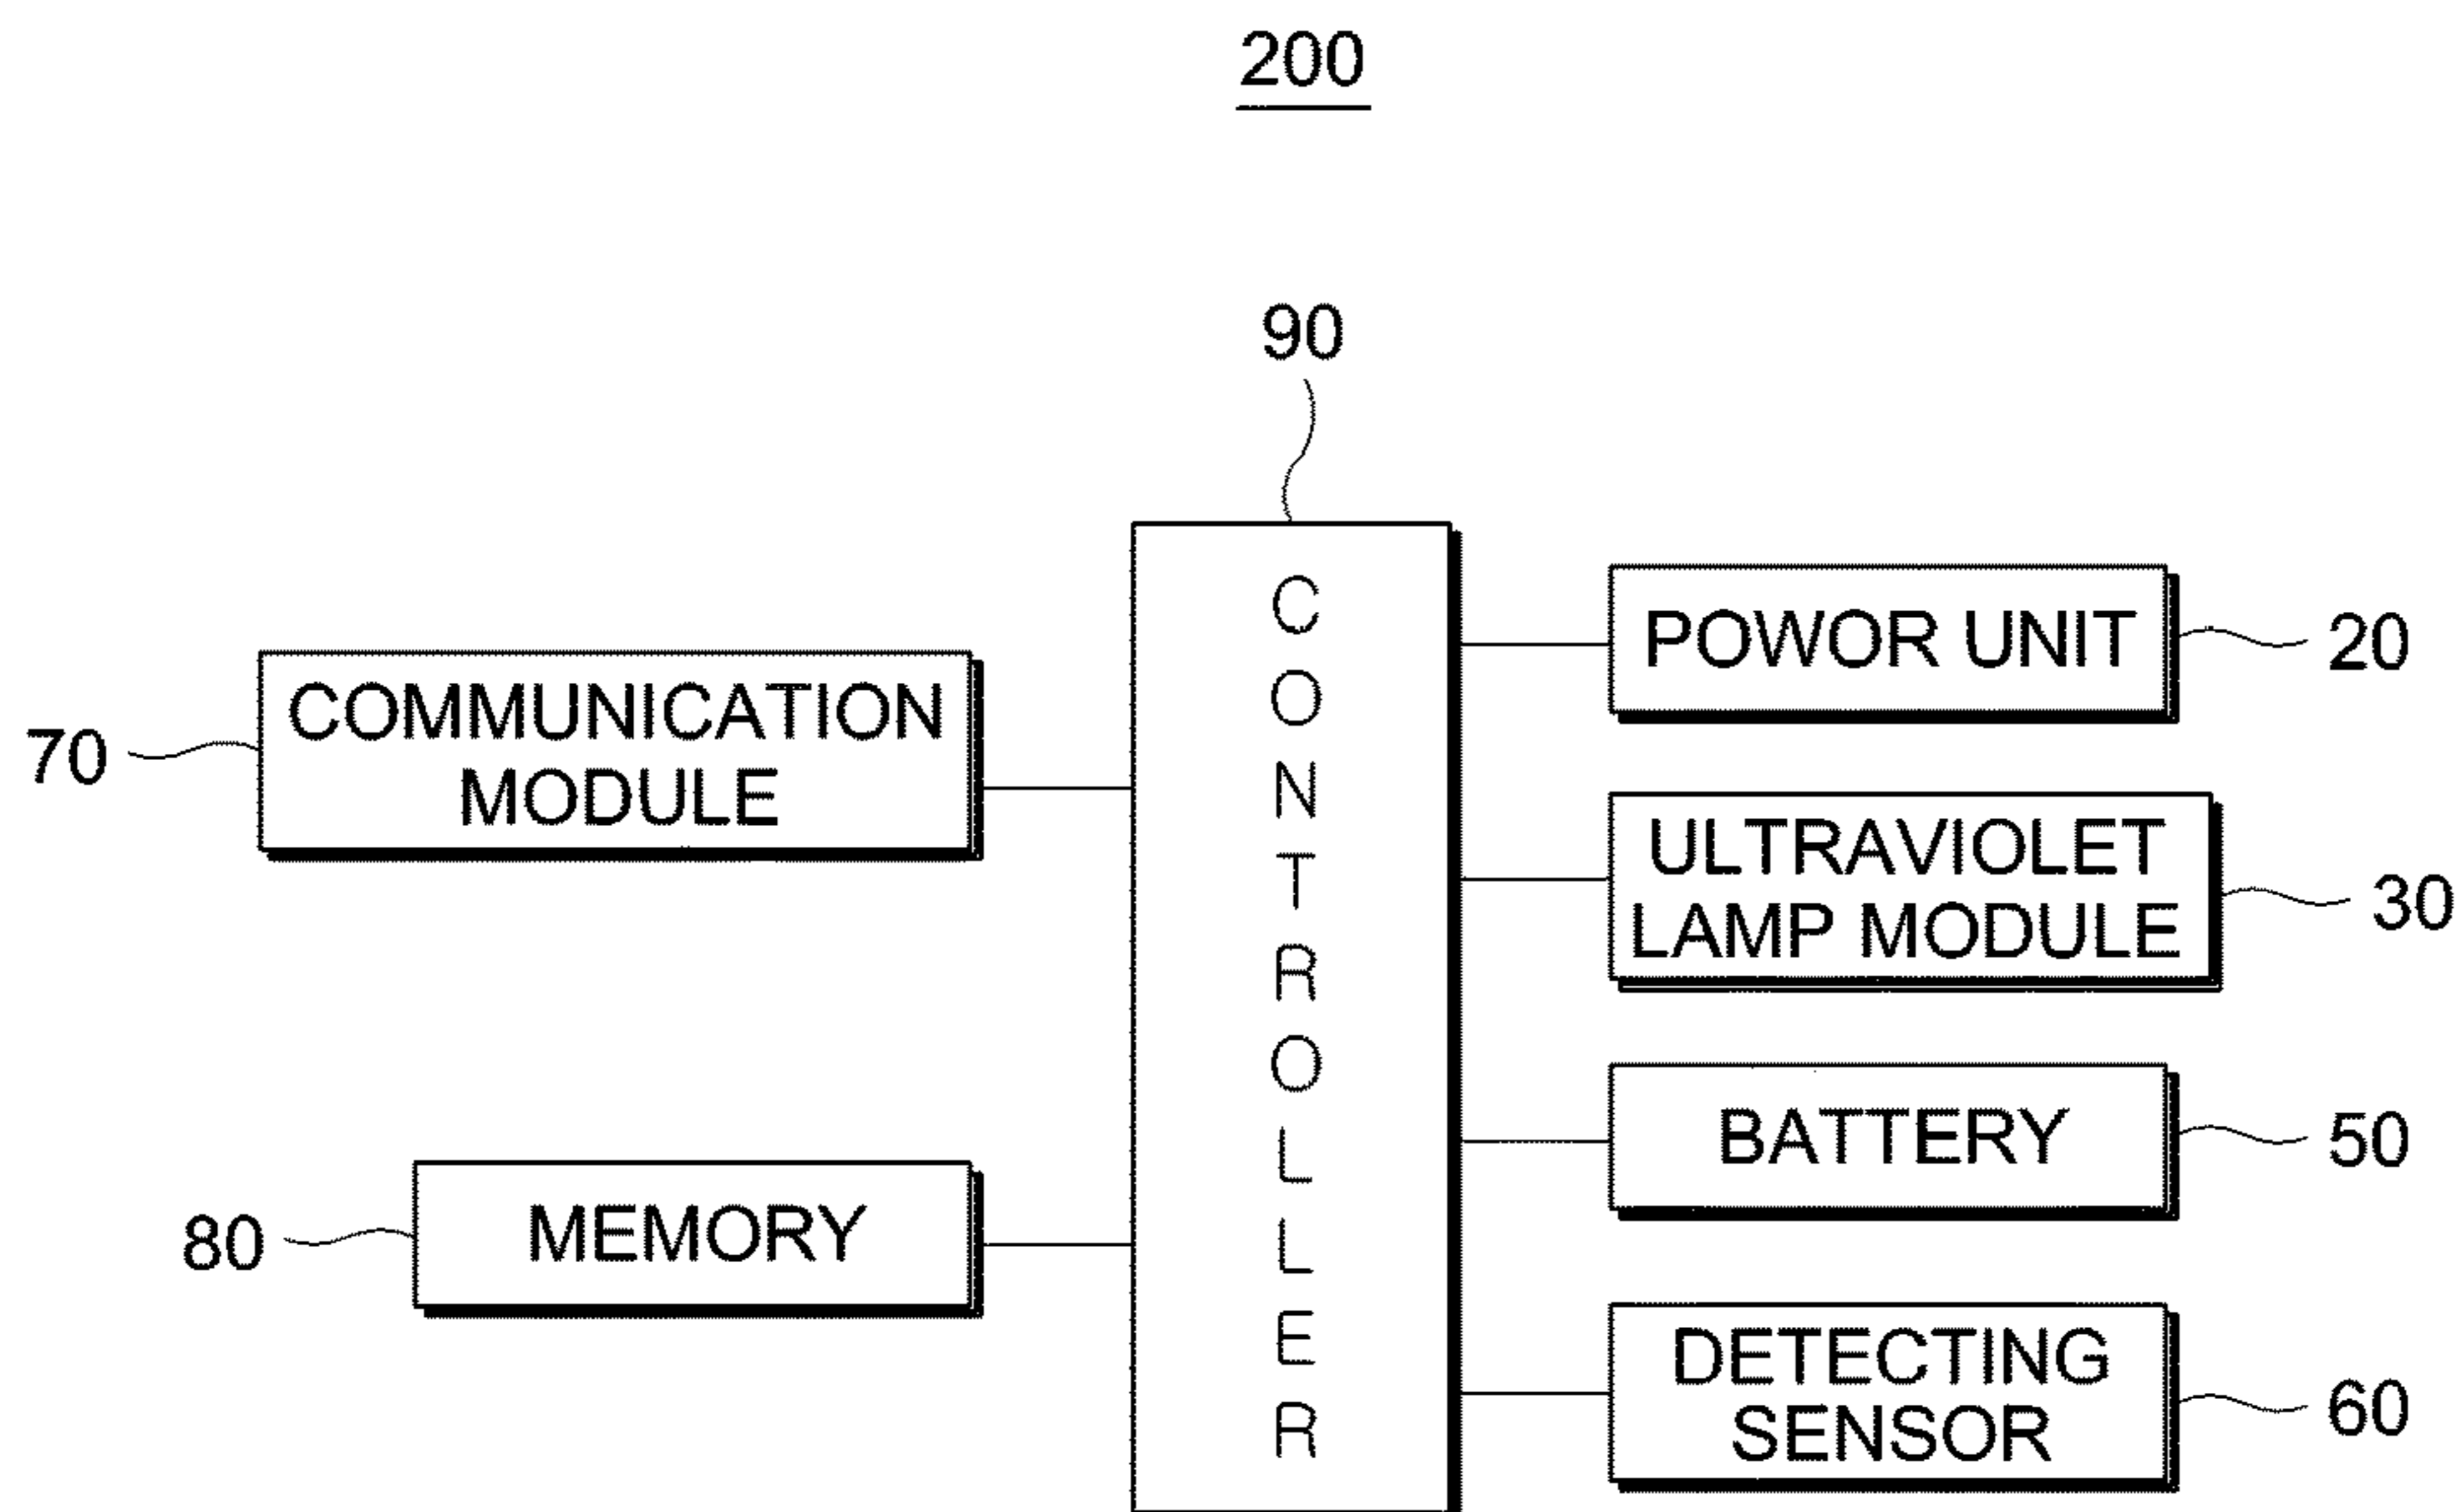 200
90
CONTROLLER
70
COMMUNICATION
MODULE
80
MEMORY
POWOR UNIT
20
ULTRAVIOLET
LAMP MODULE
30
BATTERY
50
DETECTING
SENSOR
60